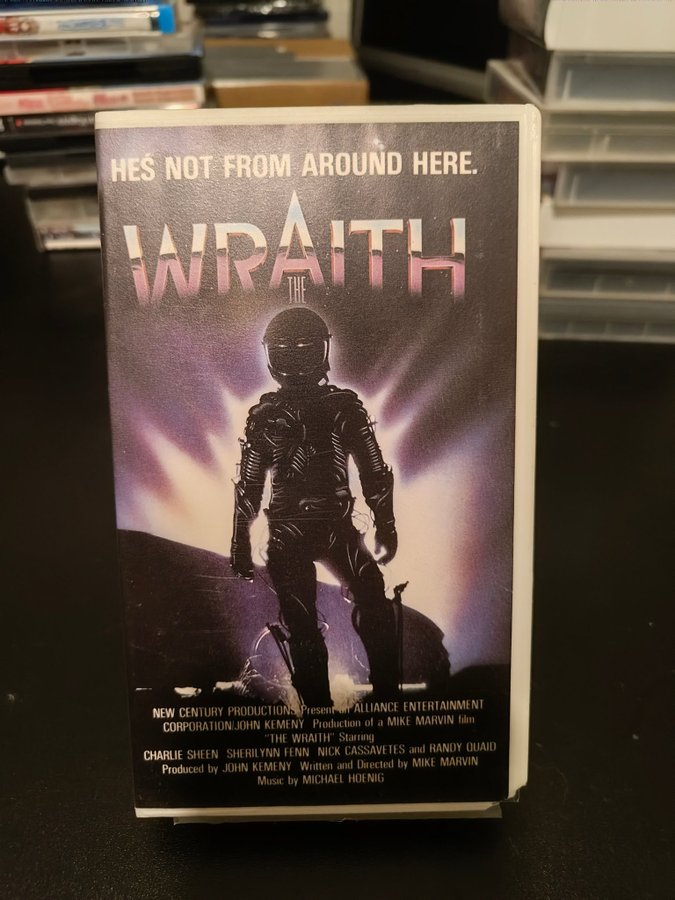 HE'S NOT FROM AROUND HERE.
THE
WRAITH
NEW CENTURY PRODUCTIONS Present an ALLIANCE ENTERTAINMENT
CORPORATION/JOHN KEMENY Production of a MIKE MARVIN film
"THE WRAITH" Starring
CHARLIE SHEEN SHERILYNN FENN NICK CASSAVETES and RANDY QUAID
Produced by JOHN KEMENY Written and Directed by MIKE MARVIN
Music by MICHAEL HOENIG